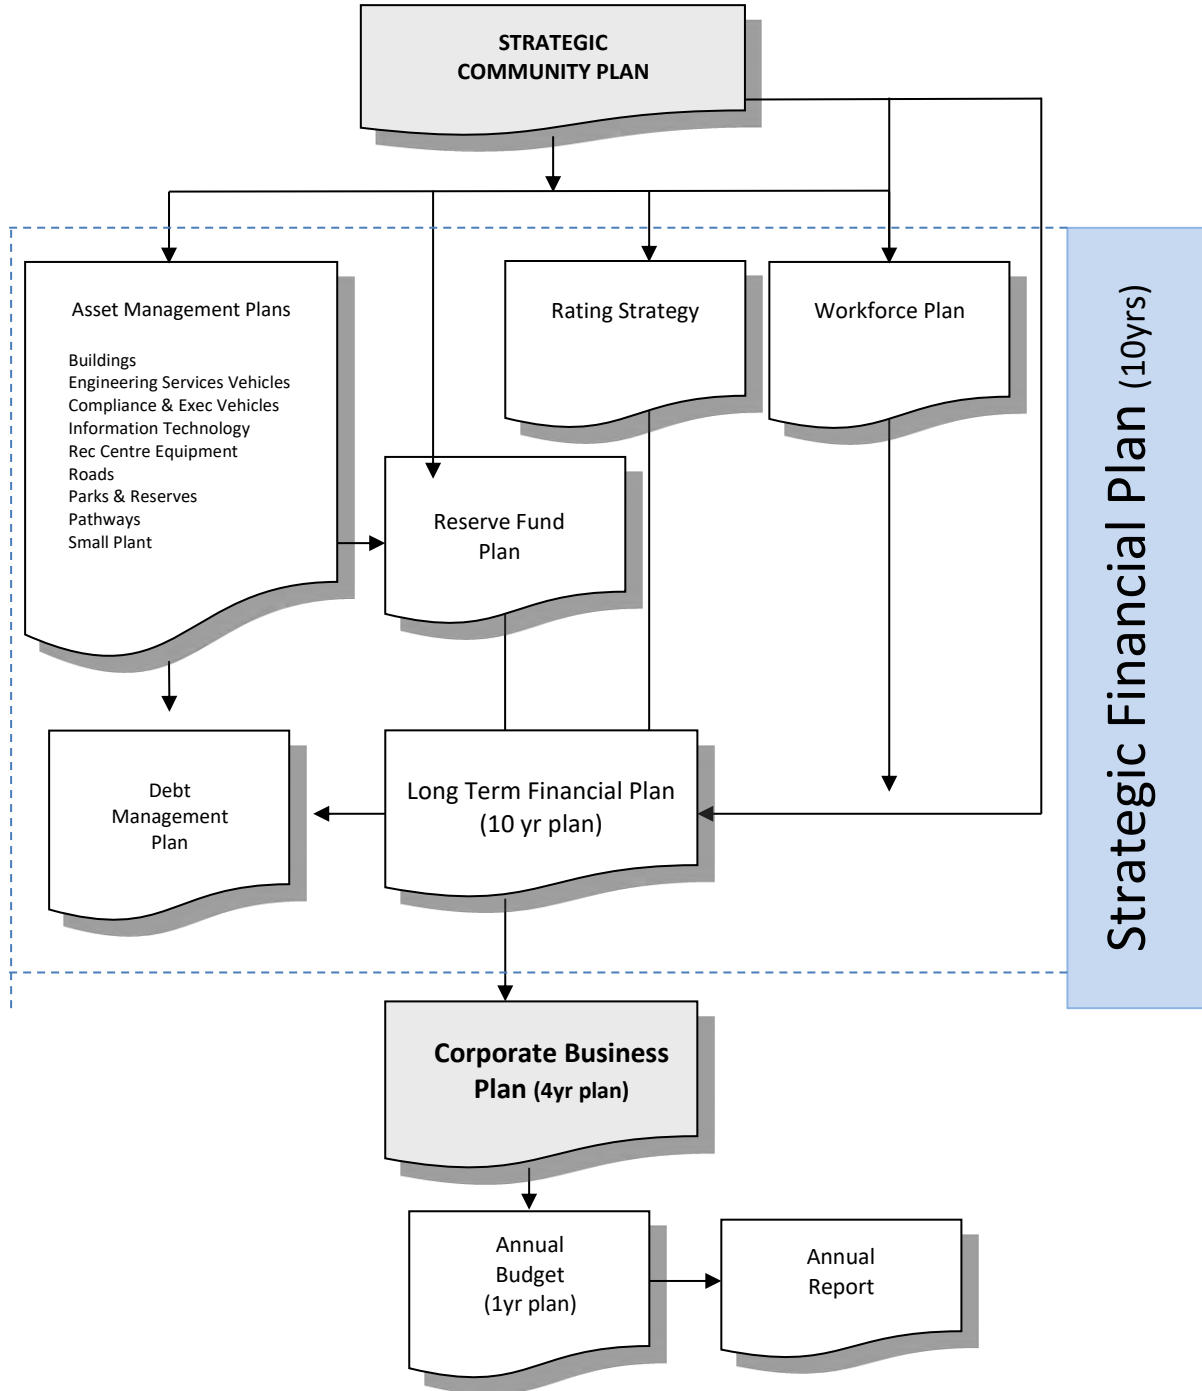 STRATEGIC
COMMUNITY PLAN
Asset Management Plans
Buildings
Engineering Services Vehicles
Compliance & Exec Vehicles
Information Technology
Rec Centre Equipment
Roads
Parks & Reserves
Pathways
Small Plant
Rating Strategy
Workforce Plan
Reserve Fund
Plan
Debt
Management
Plan
Long Term Financial Plan
(10 yr plan)
Strategic Financial Plan (10yrs)
Corporate Business
Plan (4yr plan)
Annual
Budget
(1yr plan)
Annual
Report